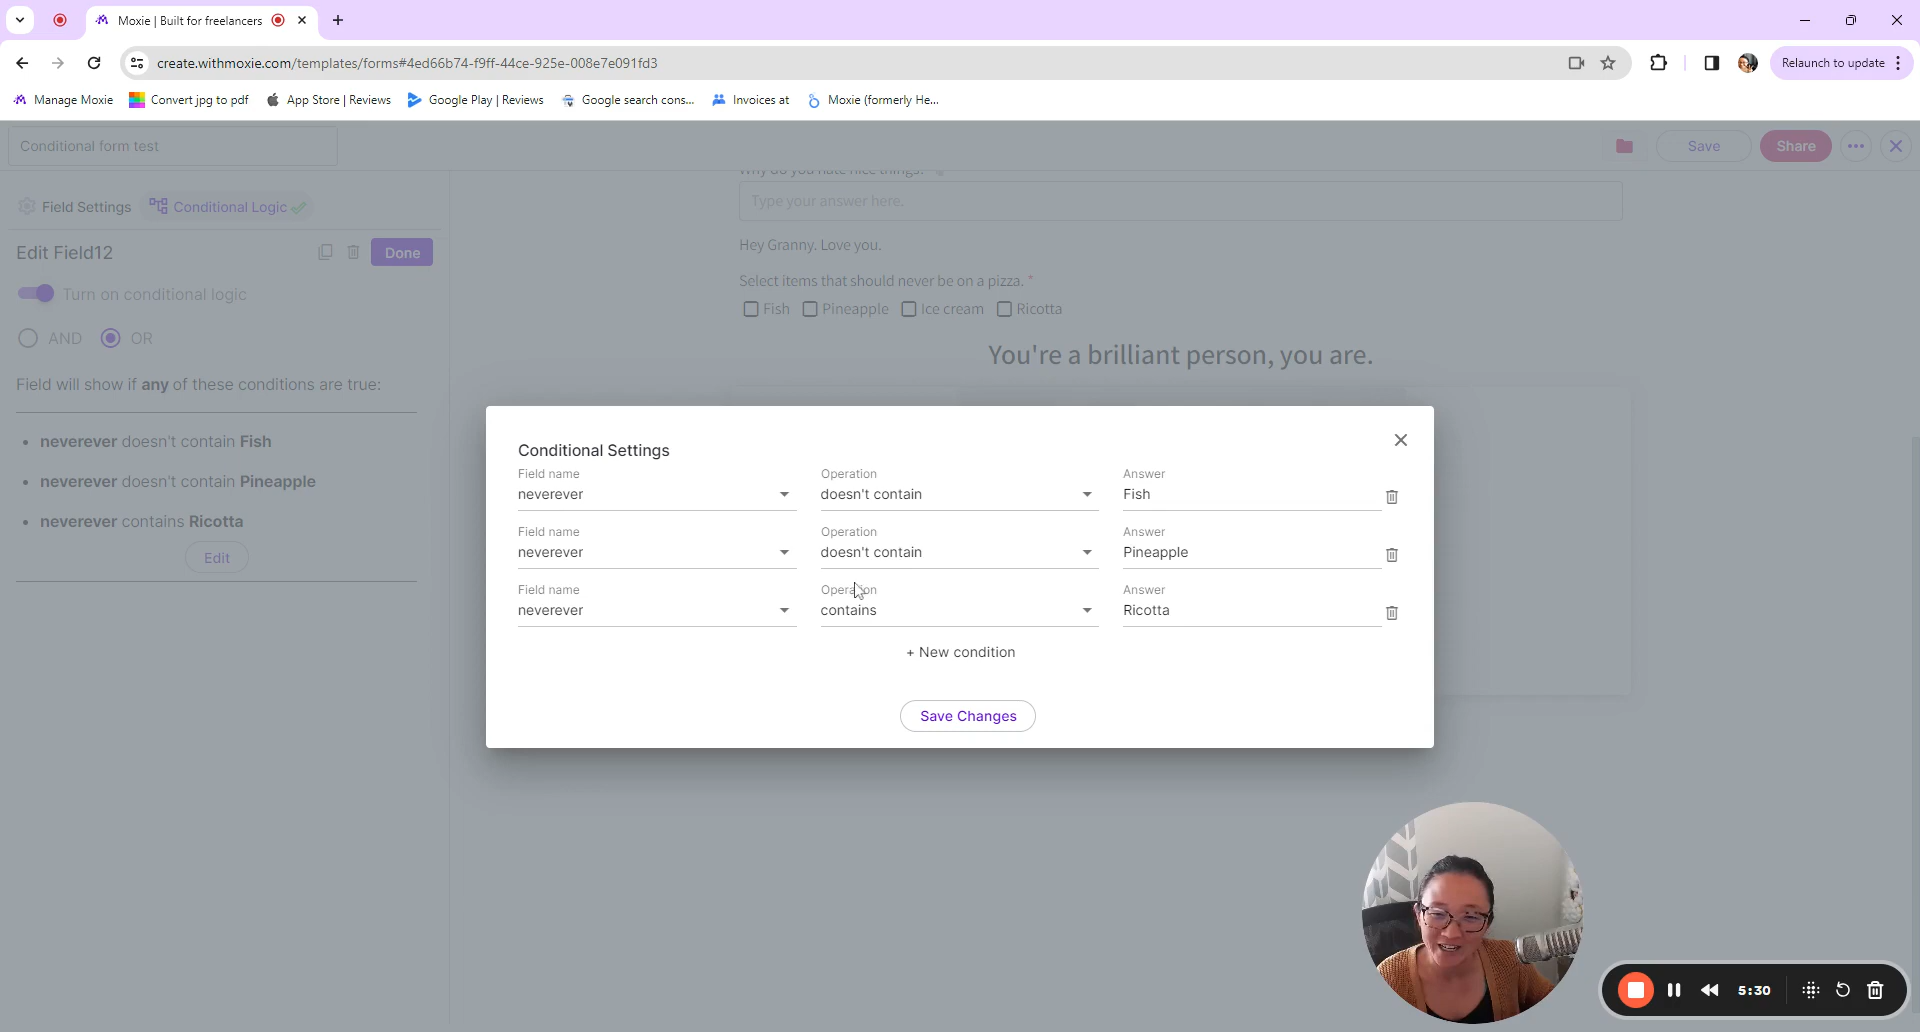 Moxie | Built for freelancers
create.withmoxie.com/templates/forms#4ed66b74-f9ff-44ce-925e-008e7e091fd3
Relaunch to update
Manage Moxie
Convert jpg to pdf
App Store | Reviews
Google Play | Reviews
Google search cons...
Invoices at
Moxie (formerly He...
Conditional form test
Save
Share
Field Settings
Conditional Logic
Edit Field12
Done
Turn on conditional logic
AND
OR
Field will show if any of these conditions are true:
• neverever doesn't contain Fish
• neverever doesn't contain Pineapple
• neverever contains Ricotta
Edit
Why do you hate nice things?
Type your answer here.
Hey Granny. Love you.
Select items that should never be on a pizza. *
Fish
Pineapple
Ice cream
Ricotta
You're a brilliant person, you are.
Conditional Settings
Field name
Operation
Answer
neverever
doesn't contain
Fish
Field name
Operation
Answer
neverever
doesn't contain
Pineapple
Field name
Operation
Answer
neverever
contains
Ricotta
+ New condition
Save Changes
5:30